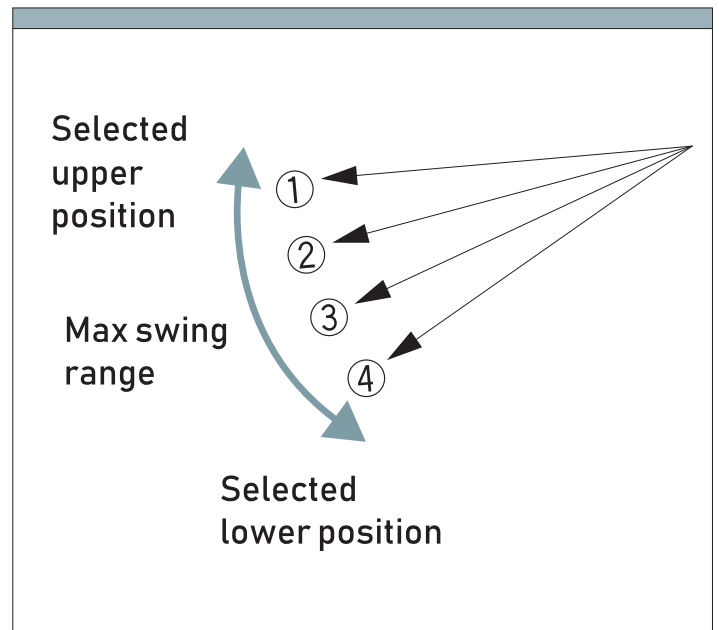 Selected
upper
position
①
②
③
④
Max swing
range
Selected
lower position